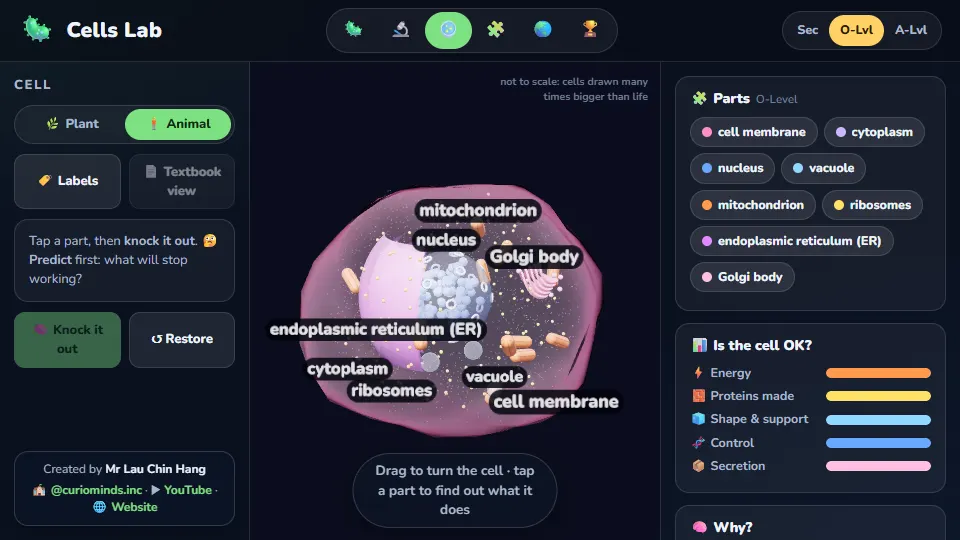 Cells Lab
Sec
O-Lvl
A-Lvl
CELL
Plant
Animal
Labels
Textbook
view
Tap a part, then knock it out.
Predict first: what will stop
working?
Knock it
out
↺ Restore
Created by Mr Lau Chin Hang
@curiominds.inc · ▶ YouTube ·
Website
not to scale: cells drawn many
times bigger than life
mitochondrion
nucleus
Golgi body
endoplasmic reticulum (ER)
cytoplasm
vacuole
ribosomes
cell membrane
Drag to turn the cell · tap
a part to find out what it
does
Parts O-Level
cell membrane
cytoplasm
nucleus
vacuole
mitochondrion
ribosomes
endoplasmic reticulum (ER)
Golgi body
Is the cell OK?
Energy
Proteins made
Shape & support
Control
Secretion
Why?